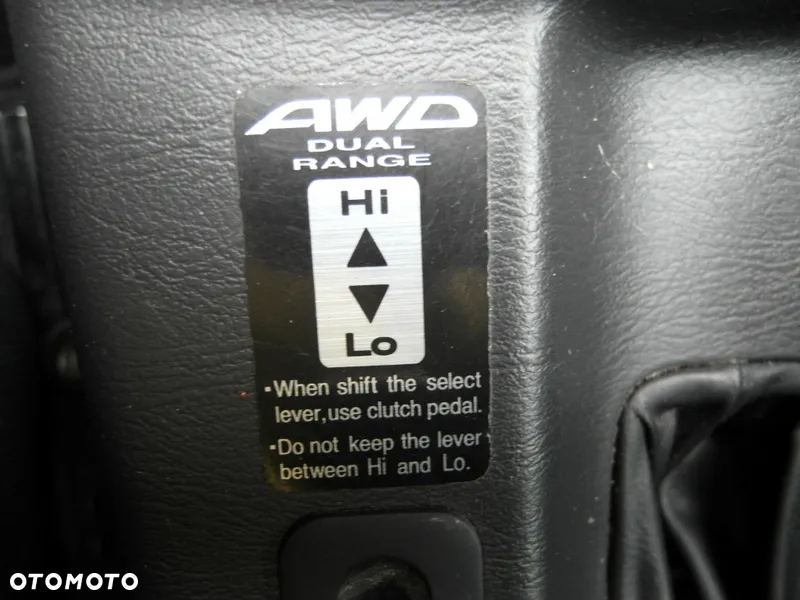 AWD
DUAL
RANGE
Hi
Lo
•When shift the select
lever,use clutch pedal.
•Do not keep the lever
between Hi and Lo.
OTOMOTO